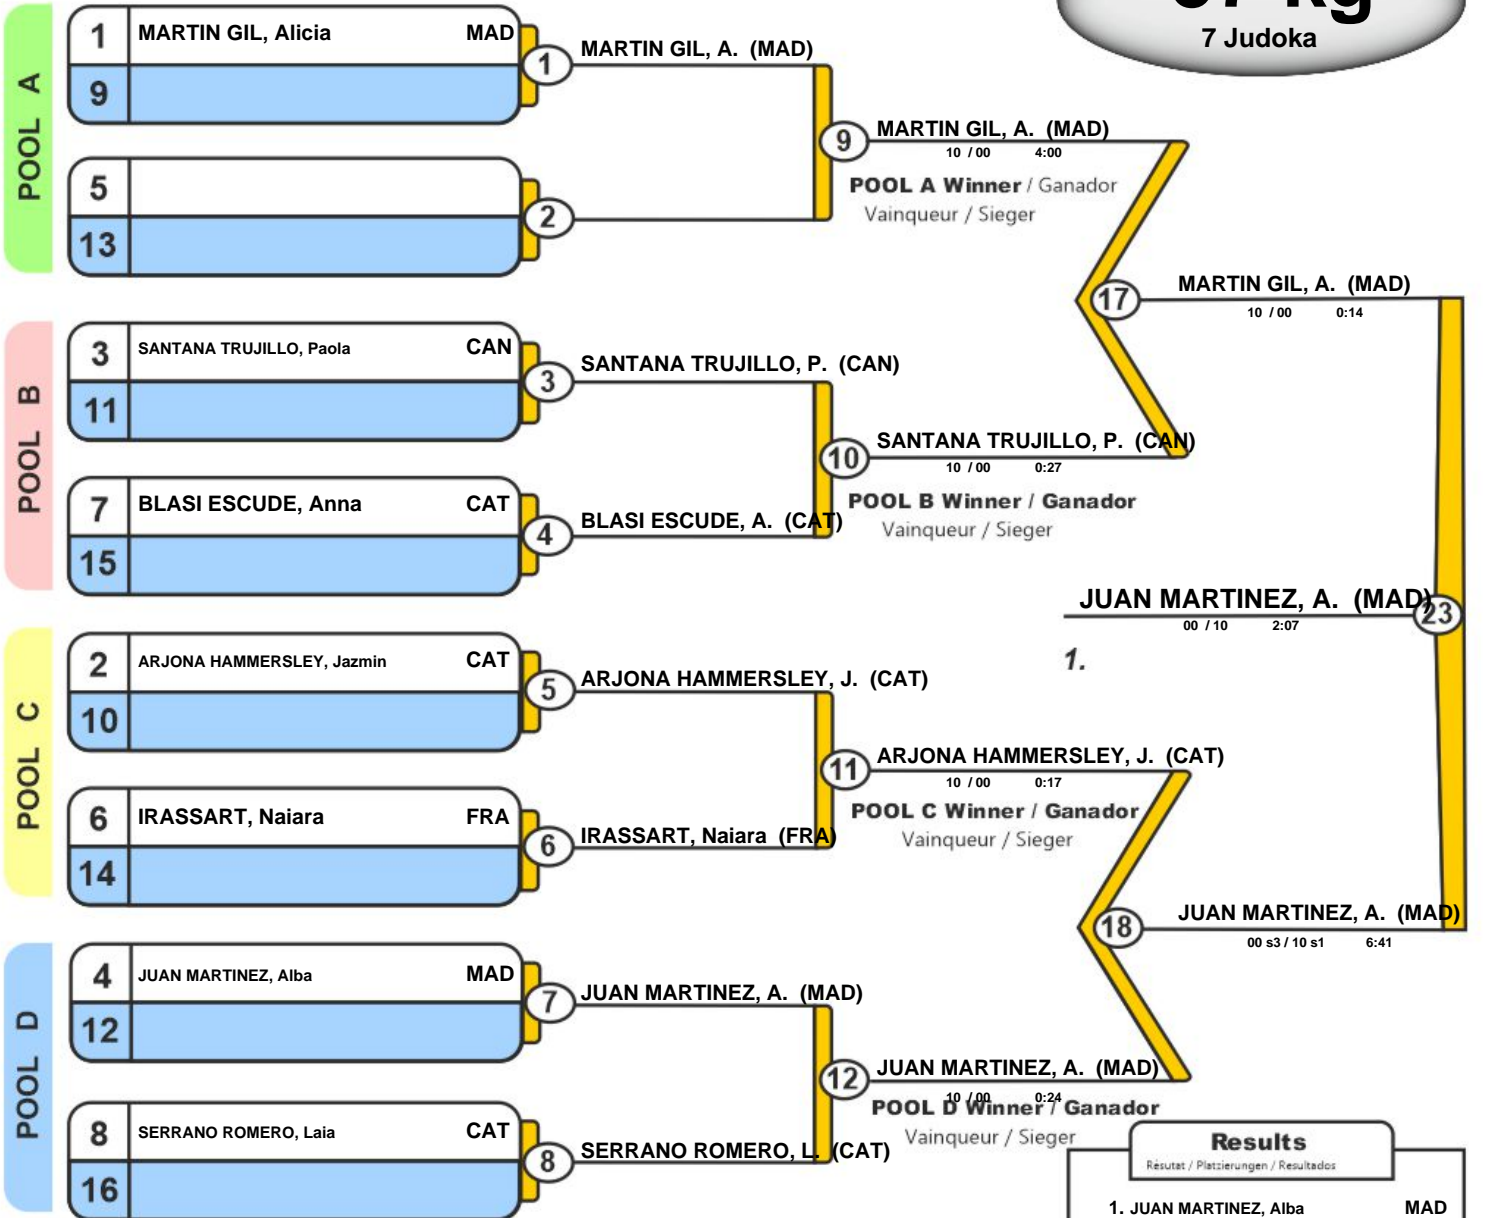 7 Judoka
POOL A
1 MARTIN GIL, Alicia MAD
9
1
MARTIN GIL, A. (MAD)
5
13
2
9
MARTIN GIL, A. (MAD)
10 / 00 4:00
POOL A Winner / Ganador
Vainqueur / Sieger
POOL B
3 SANTANA TRUJILLO, Paola CAN
11
3
SANTANA TRUJILLO, P. (CAN)
7 BLASI ESCUDE, Anna CAT
15
4
BLASI ESCUDE, A. (CAT)
10
SANTANA TRUJILLO, P. (CAN)
10 / 00 0:27
POOL B Winner / Ganador
Vainqueur / Sieger
17
MARTIN GIL, A. (MAD)
10 / 00 0:14
JUAN MARTINEZ, A. (MAD)
23
00 / 10 2:07
1.
POOL C
2 ARJONA HAMMERSLEY, Jazmin CAT
10
5
ARJONA HAMMERSLEY, J. (CAT)
6 IRASSART, Naiara FRA
14
6
IRASSART, Naiara (FRA)
11
ARJONA HAMMERSLEY, J. (CAT)
10 / 00 0:17
POOL C Winner / Ganador
Vainqueur / Sieger
18
JUAN MARTINEZ, A. (MAD)
00 s3 / 10 s1 6:41
POOL D
4 JUAN MARTINEZ, Alba MAD
12
7
JUAN MARTINEZ, A. (MAD)
8 SERRANO ROMERO, Laia CAT
16
8
SERRANO ROMERO, L. (CAT)
12
JUAN MARTINEZ, A. (MAD)
10 / 00 0:24
POOL D Winner / Ganador
Vainqueur / Sieger
Results
Résutat / Platzierungen / Resultados
1. JUAN MARTINEZ, Alba MAD